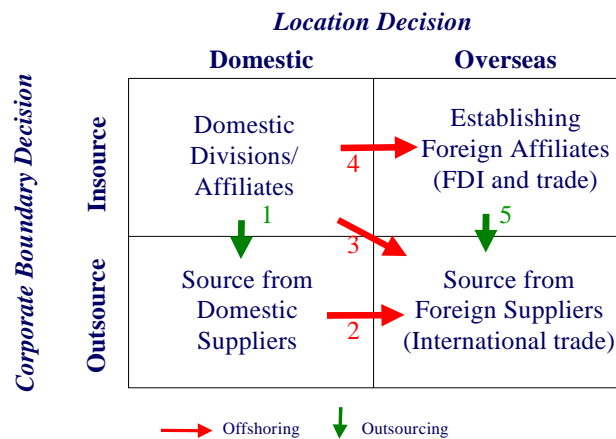 Location Decision
Domestic
Overseas
Corporate Boundary Decision
Insource
Domestic
Divisions/
Affiliates
4
Establishing
Foreign Affiliates
(FDI and trade)
1
5
3
Outsource
Source from
Domestic
Suppliers
2
Source from
Foreign Suppliers
(International trade)
Offshoring
Outsourcing